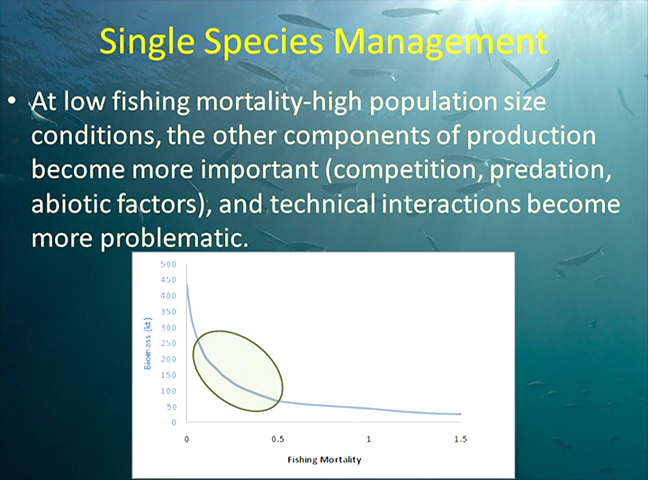 Single Species Management
• At low fishing mortality-high population size
conditions, the other components of production
become more important (competition, predation,
abiotic factors), and technical interactions become
more problematic.
500
450
400
350
300
250
200
150
100
50
0
Biomass (kt)
0 0.5 1 1.5
Fishing Mortality